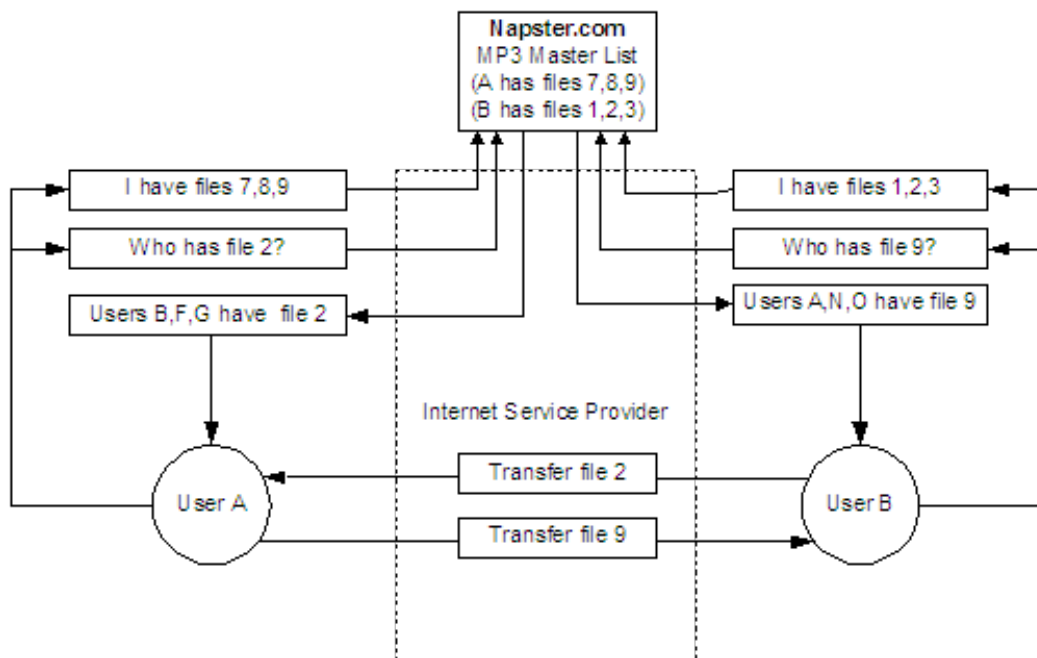 Napster.com
MP3 Master List
(A has files 7,8,9)
(B has files 1,2,3)
I have files 7,8,9
I have files 1,2,3
Who has file 2?
Who has file 9?
Users B,F,G have file 2
Users A,N,O have file 9
Internet Service Provider
Transfer file 2
User A
User B
Transfer file 9